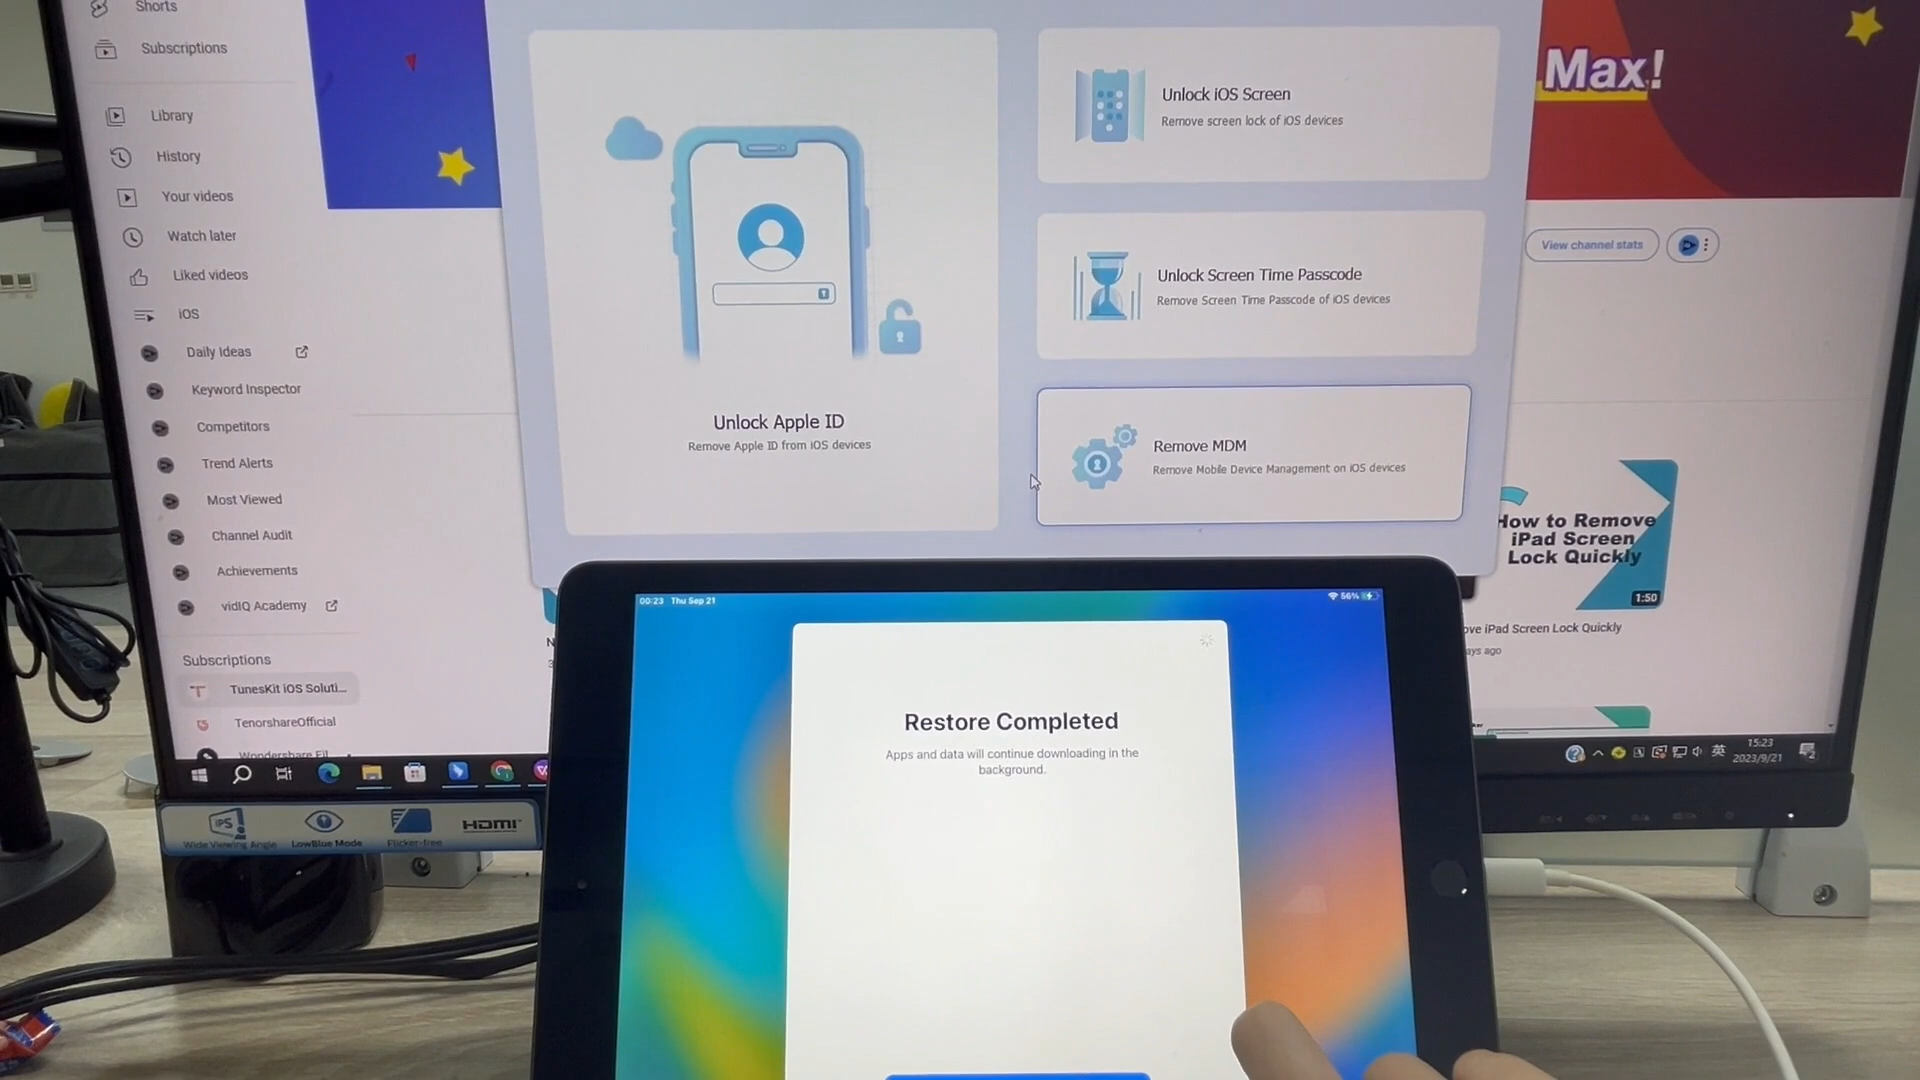 Shorts
Subscriptions
Library
History
Your videos
Watch later
Liked videos
iOS
Daily Ideas
Keyword Inspector
Competitors
Trend Alerts
Most Viewed
Channel Audit
Achievements
vidIQ Academy
Subscriptions
TunesKit iOS Soluti...
TenorshareOfficial
Wondershare Fil
Unlock Apple ID
Remove Apple ID from iOS devices
Unlock iOS Screen
Remove screen lock of iOS devices
Unlock Screen Time Passcode
Remove Screen Time Passcode of iOS devices
Remove MDM
Remove Mobile Device Management on iOS devices
Max!
View channel stats
How to Remove
iPad Screen
Lock Quickly
1:50
ove iPad Screen Lock Quickly
ays ago
英
15:23
2023/9/21
IPS
Wide Viewing Angle
LowBlue Mode
Flicker-free
HDMI
00:23 Thu Sep 21
56%
Restore Completed
Apps and data will continue downloading in the
background.